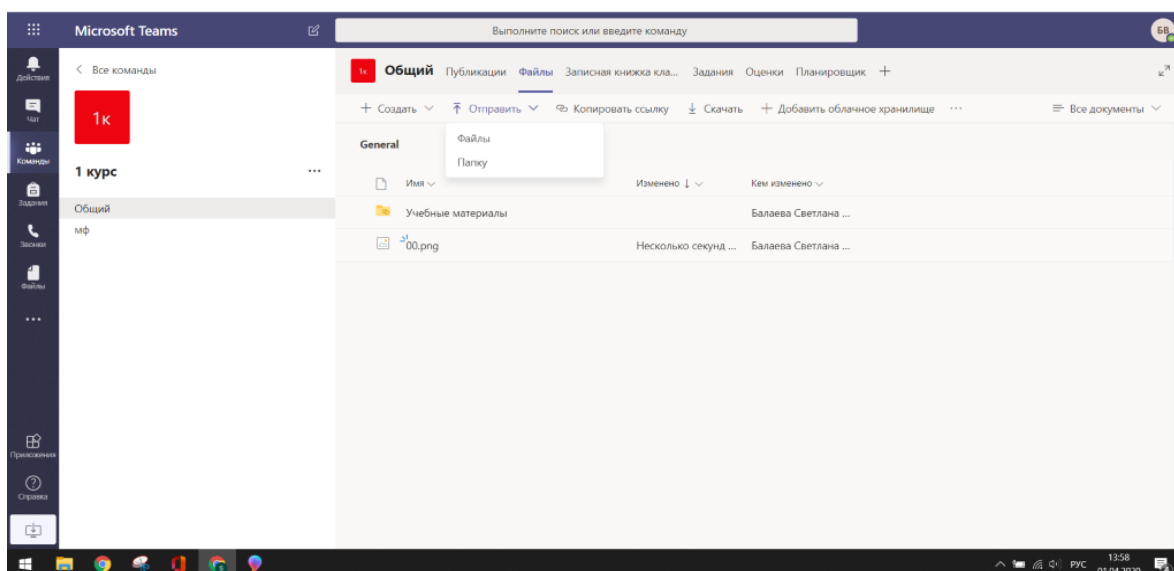 Microsoft Teams
Выполните поиск или введите команду
БВ
Действия
Чат
Команды
Задания
Звонки
Файлы
Приложения
Справка
Все команды
1к
1 курс
Общий
мф
1к Общий Публикации Файлы Записная книжка кла... Задания Оценки Планировщик
Создать Отправить Копировать ссылку Скачать Добавить облачное хранилище Все документы
Файлы
Папку
General
Имя Изменено Кем изменено
Учебные материалы Балаева Светлана ...
00.png Несколько секунд ... Балаева Светлана ...
РУС 13:58
01.04.2020